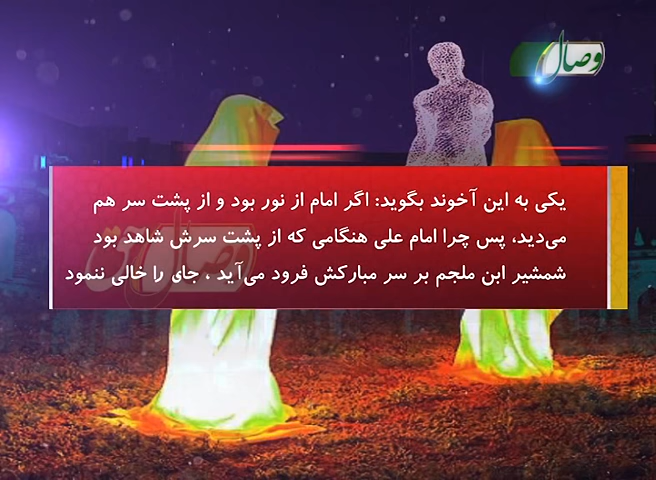 وصال
یکی به این آخوند بگوید: اگر امام از نور بود و از پشت سر هم
می‌دید، پس چرا امام علی هنگامی که از پشت سرش شاهد بود
شمشیر ابن ملجم بر سر مبارکش فرود می‌آید ، جای را خالی ننمود